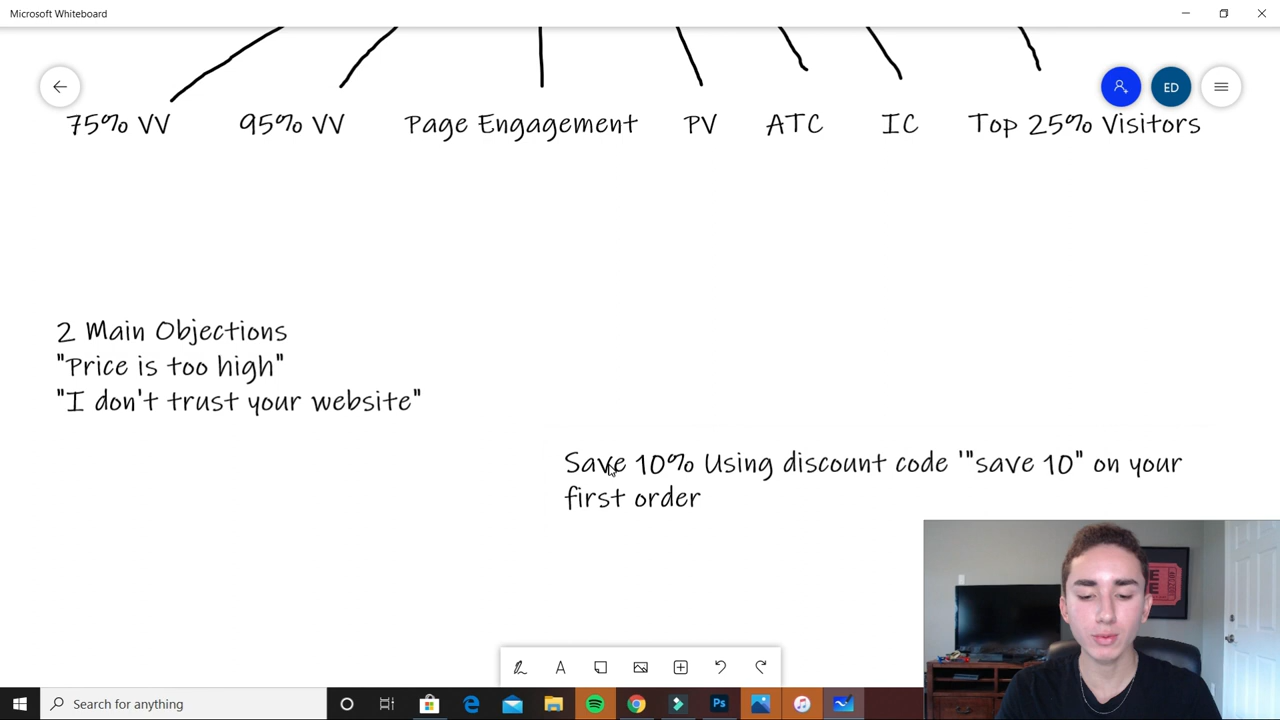 Microsoft Whiteboard
ED
75% VV 95% VV Page Engagement PV ATC IC Top 25% Visitors
2 Main Objections
"Price is too high"
"I don't trust your website"
Save 10% Using discount code '"save 10" on your
first order
A
Ps
Search for anything